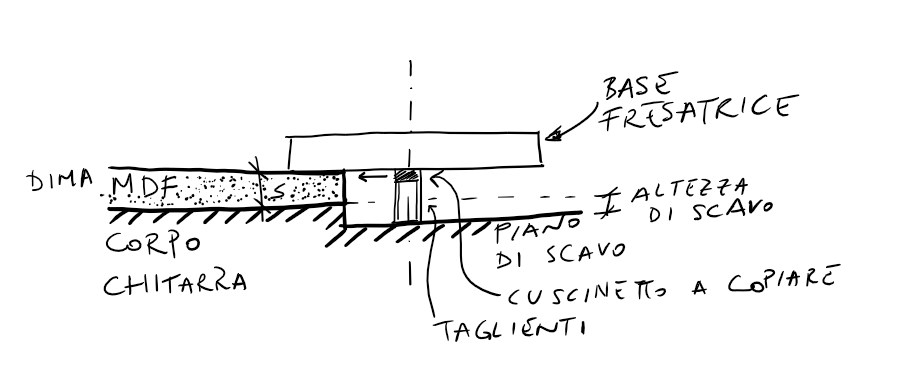 BASE
FRESATRICE
DIMA
MDF
S
ALTEZZA
DI SCAVO
PIANO
DI SCAVO
CORPO
CHITARRA
CUSCINETTO A COPIARE
TAGLIENTI